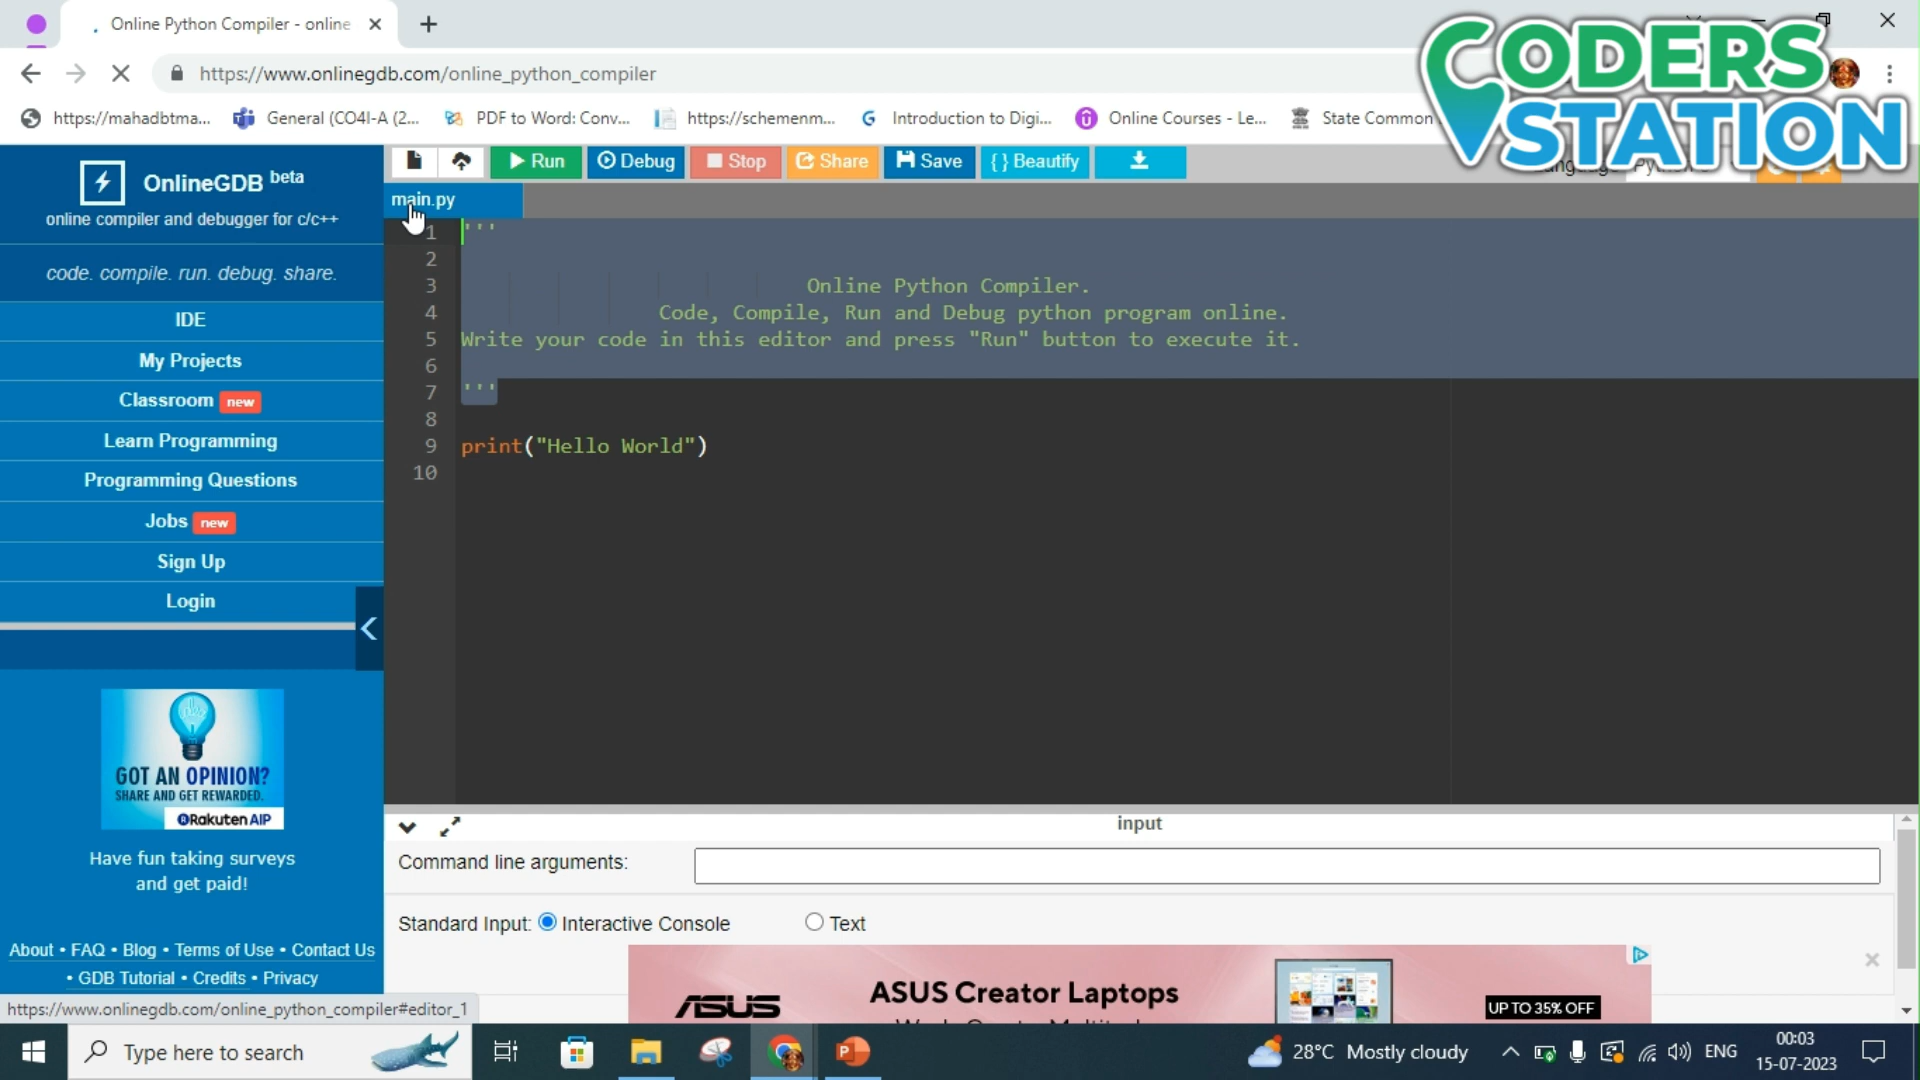 Online Python Compiler - online
https://www.onlinegdb.com/online_python_compiler
CODERS
STATION
https://mahadbtma...
General (CO4I-A (2...
PDF to Word: Conv...
https://schemenm...
Introduction to Digi...
Online Courses - Le...
State Common
Run
Debug
Stop
Share
Save
{ } Beautify
OnlineGDB beta
online compiler and debugger for c/c++
code. compile. run. debug. share.
IDE
My Projects
Classroom new
Learn Programming
Programming Questions
Jobs new
Sign Up
Login
GOT AN OPINION?
SHARE AND GET REWARDED.
Rakuten AIP
Have fun taking surveys
and get paid!
About • FAQ • Blog • Terms of Use • Contact Us
• GDB Tutorial • Credits • Privacy
https://www.onlinegdb.com/online_python_compiler#editor_1
main.py
1 '''
2
3 Online Python Compiler.
4 Code, Compile, Run and Debug python program online.
5 Write your code in this editor and press "Run" button to execute it.
6
7 '''
8
9 print("Hello World")
10
input
Command line arguments:
Standard Input: Interactive Console Text
ASUS
ASUS Creator Laptops
UP TO 35% OFF
Type here to search
28°C Mostly cloudy
ENG
00:03
15-07-2023